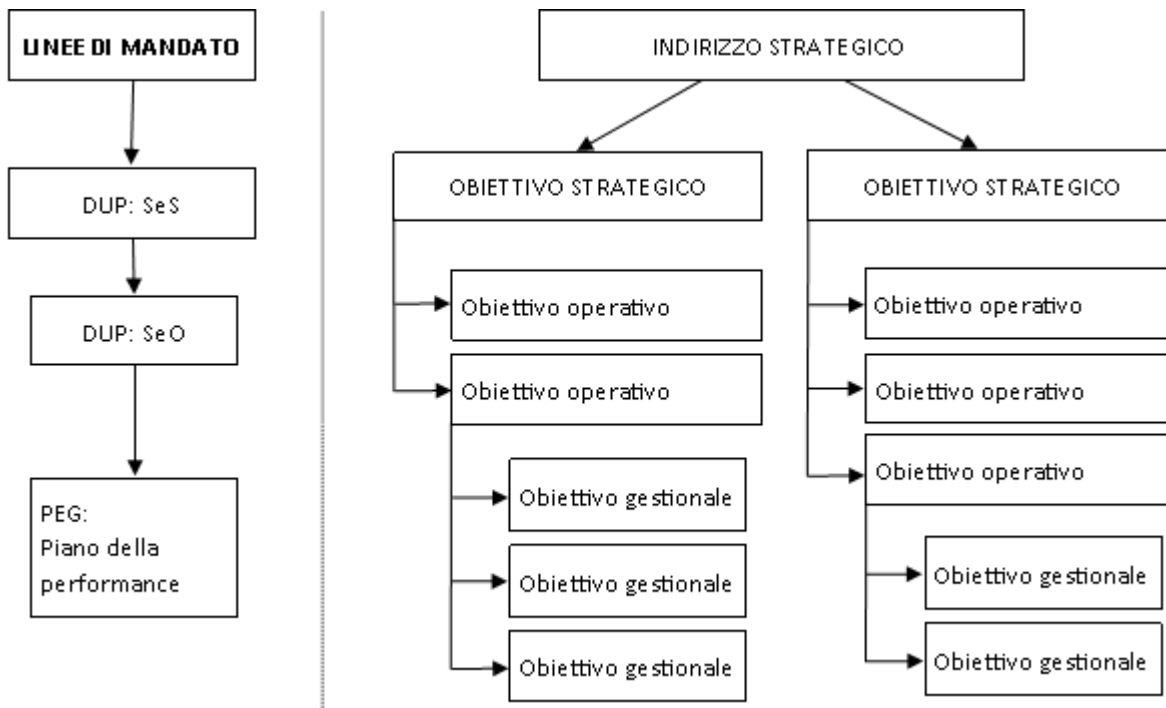 LINEE DI MANDATO
DUP: SeS
DUP: SeO
PEG:
Piano della
performance
INDIRIZZO STRATEGICO
OBIETTIVO STRATEGICO
Obiettivo operativo
Obiettivo operativo
Obiettivo gestionale
Obiettivo gestionale
Obiettivo gestionale
OBIETTIVO STRATEGICO
Obiettivo operativo
Obiettivo operativo
Obiettivo operativo
Obiettivo gestionale
Obiettivo gestionale